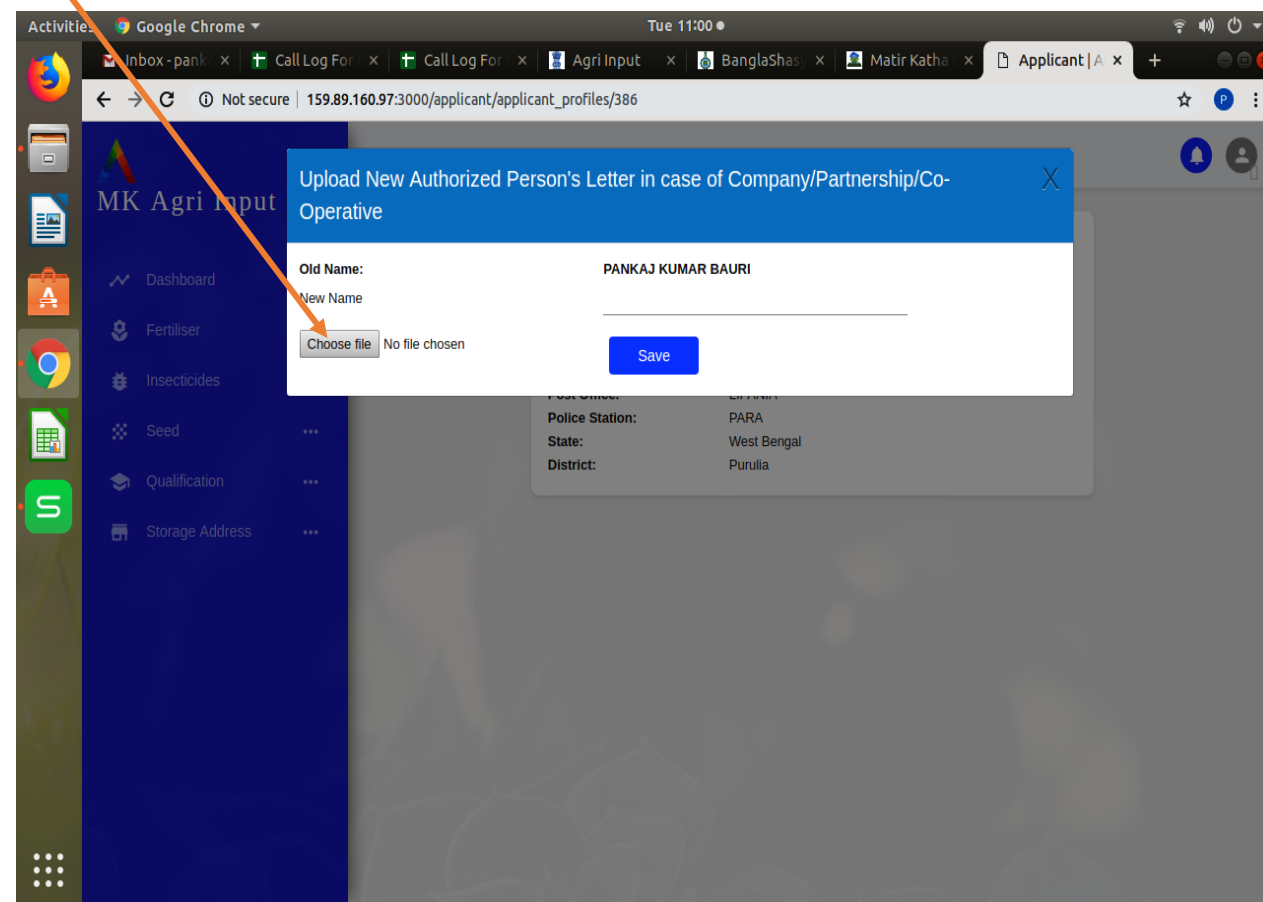 Activities Google Chrome Tue 11:00
Inbox - pank Call Log For Call Log For Agri Input BanglaShasy Matir Katha Applicant | A
Not secure 159.89.160.97:3000/applicant/applicant_profiles/386 P
MK Agri Input
Upload New Authorized Person's Letter in case of Company/Partnership/Co-
Operative
X
Old Name: PANKAJ KUMAR BAURI
New Name
Choose file No file chosen
Save
Dashboard
Fertiliser
Insecticides
Seed
Qualification
Storage Address
Police Station: PARA
State: West Bengal
District: Purulia